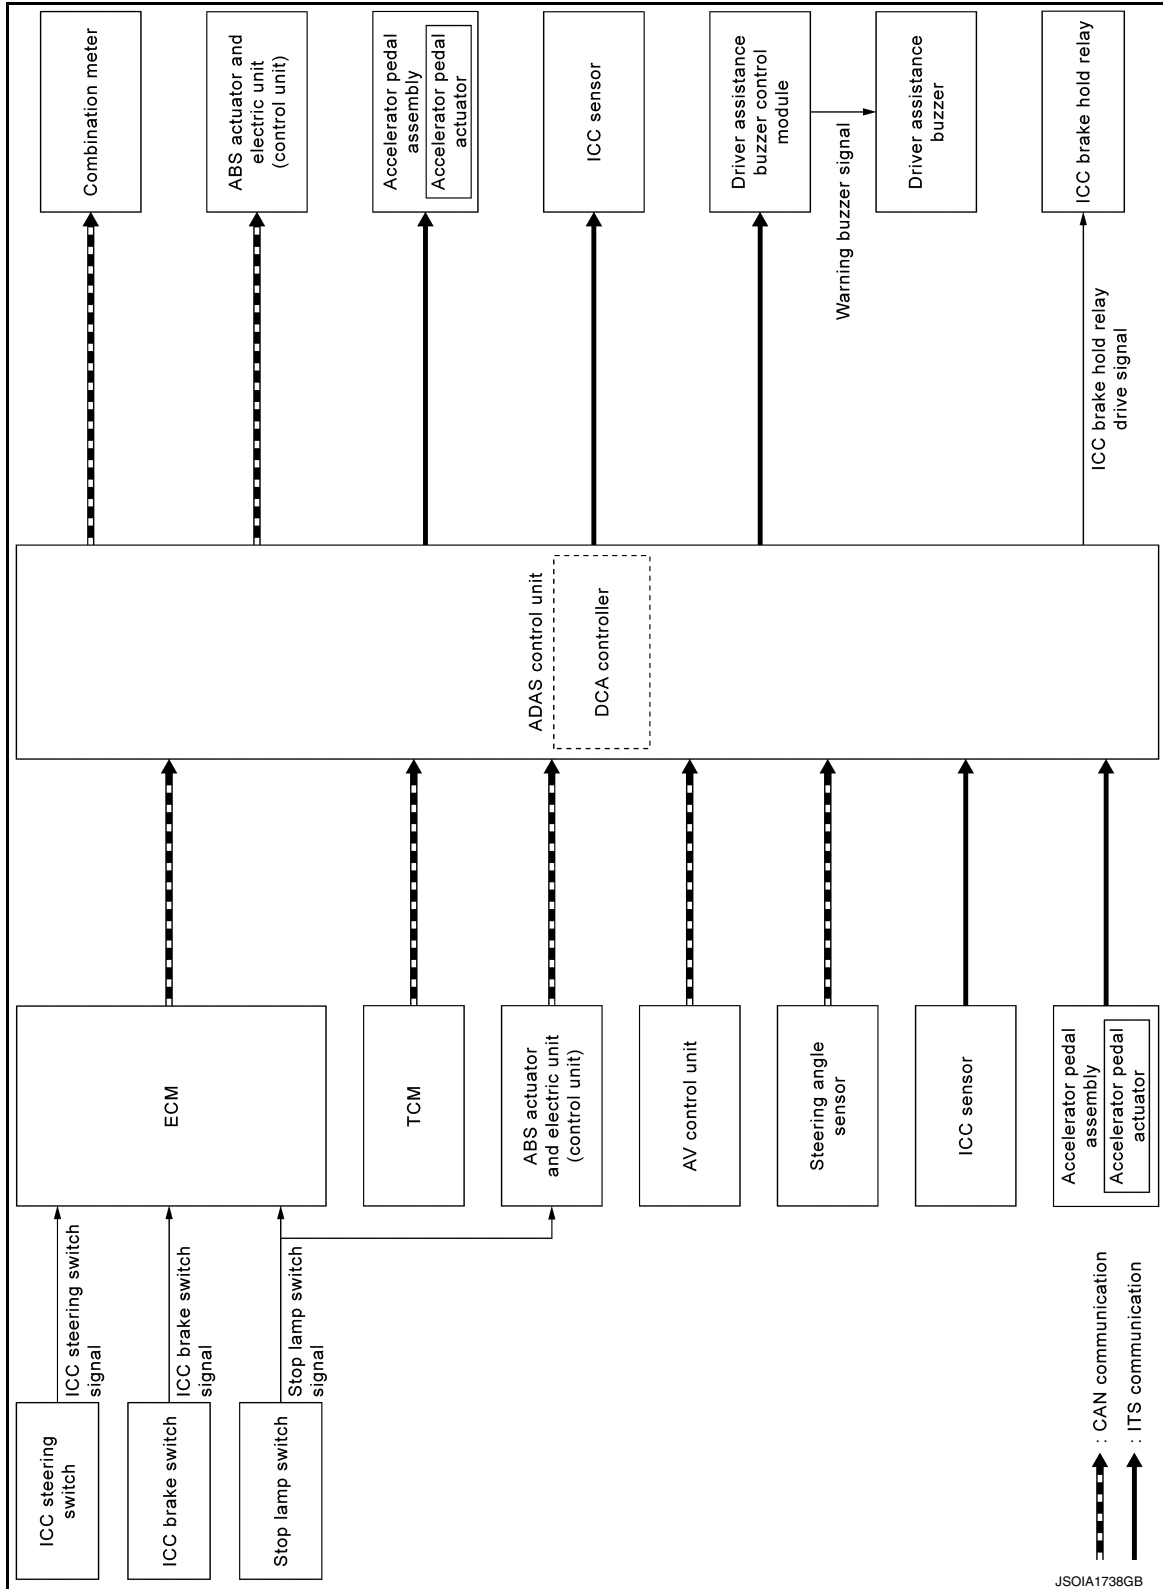 ICC steering
switch
ICC brake switch
Stop lamp switch
ICC steering switch
signal
ICC brake switch
signal
Stop lamp switch
signal
ECM
TCM
ABS actuator
and electric unit
(control unit)
AV control unit
Steering angle
sensor
ICC sensor
Accelerator pedal
assembly
Accelerator pedal
actuator
ADAS control unit
DCA controller
Combination meter
ABS actuator and
electric unit
(control unit)
Accelerator pedal
assembly
Accelerator pedal
actuator
ICC sensor
Driver assistance
buzzer control
module
Warning buzzer signal
Driver assistance
buzzer
ICC brake hold relay
drive signal
ICC brake hold relay
: CAN communication
: ITS communication
JSOIA1738GB